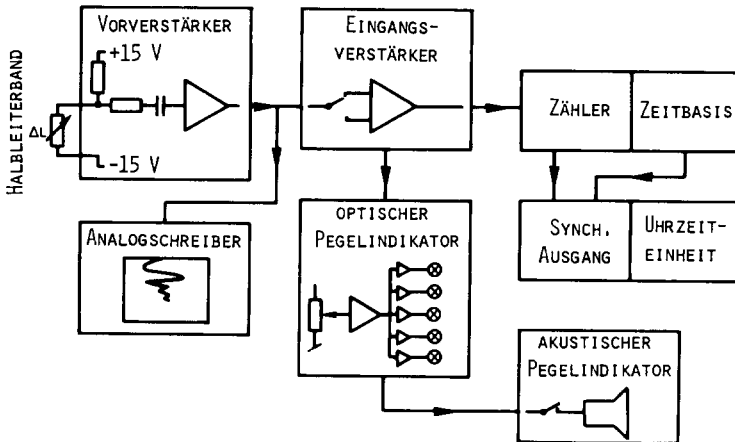 VORVERSTÄRKER
+15 V
-15 V
HALBLEITERBAND
ΔL
EINGANGS-
VERSTÄRKER
ZÄHLER
ZEITBASIS
ANALOGSCHREIBER
OPTISCHER
PEGELINDIKATOR
SYNCH.
AUSGANG
UHRZEIT-
EINHEIT
AKUSTISCHER
PEGELINDIKATOR